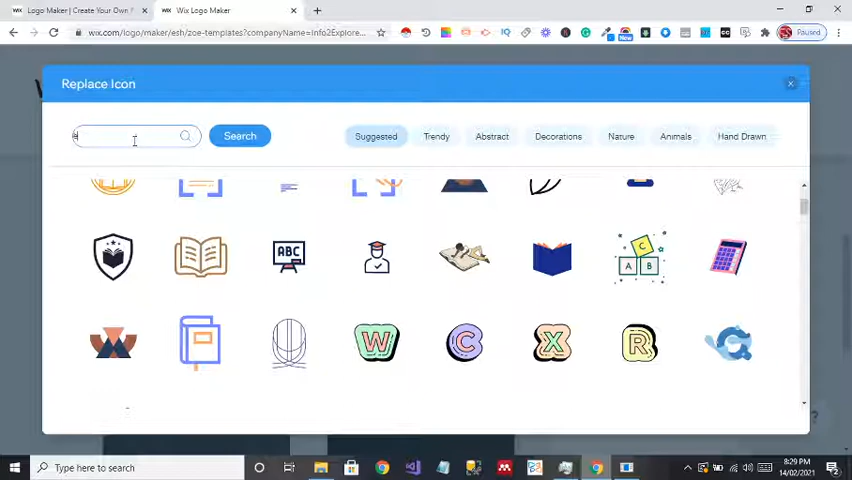 Logo Maker | Create Your Own
Wix Logo Maker
wix.com/logo/maker/esh/zoe-templates?companyName=Info2Explore...
Paused
Replace Icon
e
Search
Suggested
Trendy
Abstract
Decorations
Nature
Animals
Hand Drawn
ABC
C
A B
W
C
X
R
?
Type here to search
8:29 PM
14/02/2021